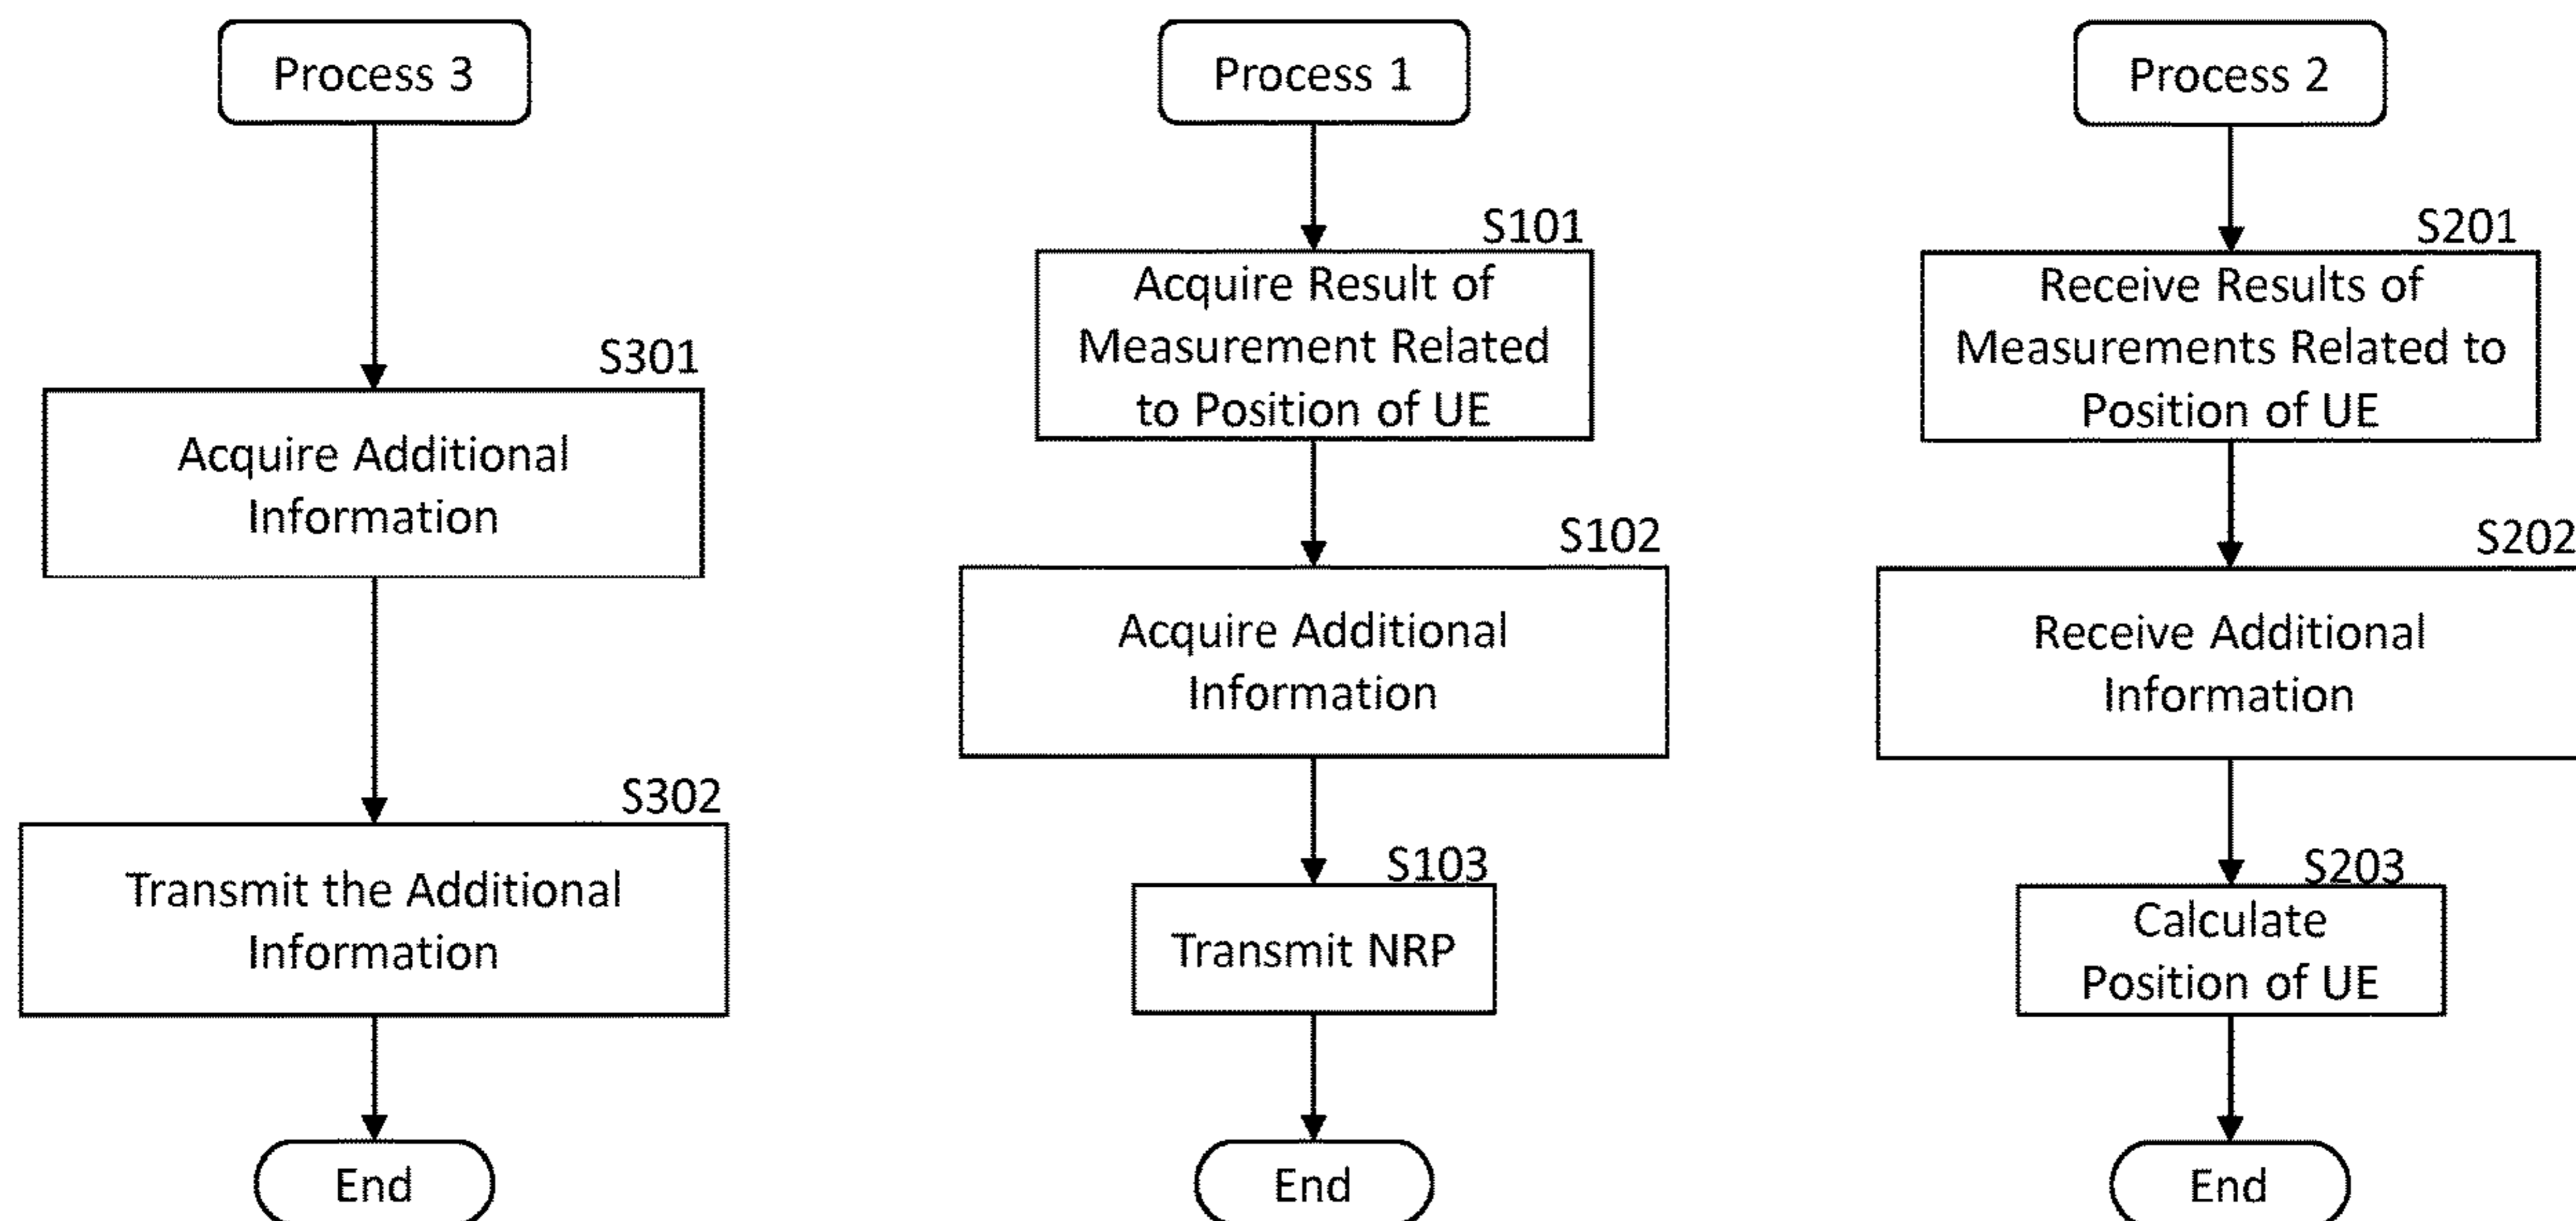 Process 3
S301
Acquire Additional
Information
S302
Transmit the Additional
Information
End
Process 1
S101
Acquire Result of
Measurement Related
to Position of UE
S102
Acquire Additional
Information
S103
Transmit NRP
End
Process 2
S201
Receive Results of
Measurements Related to
Position of UE
S202
Receive Additional
Information
S203
Calculate
Position of UE
End